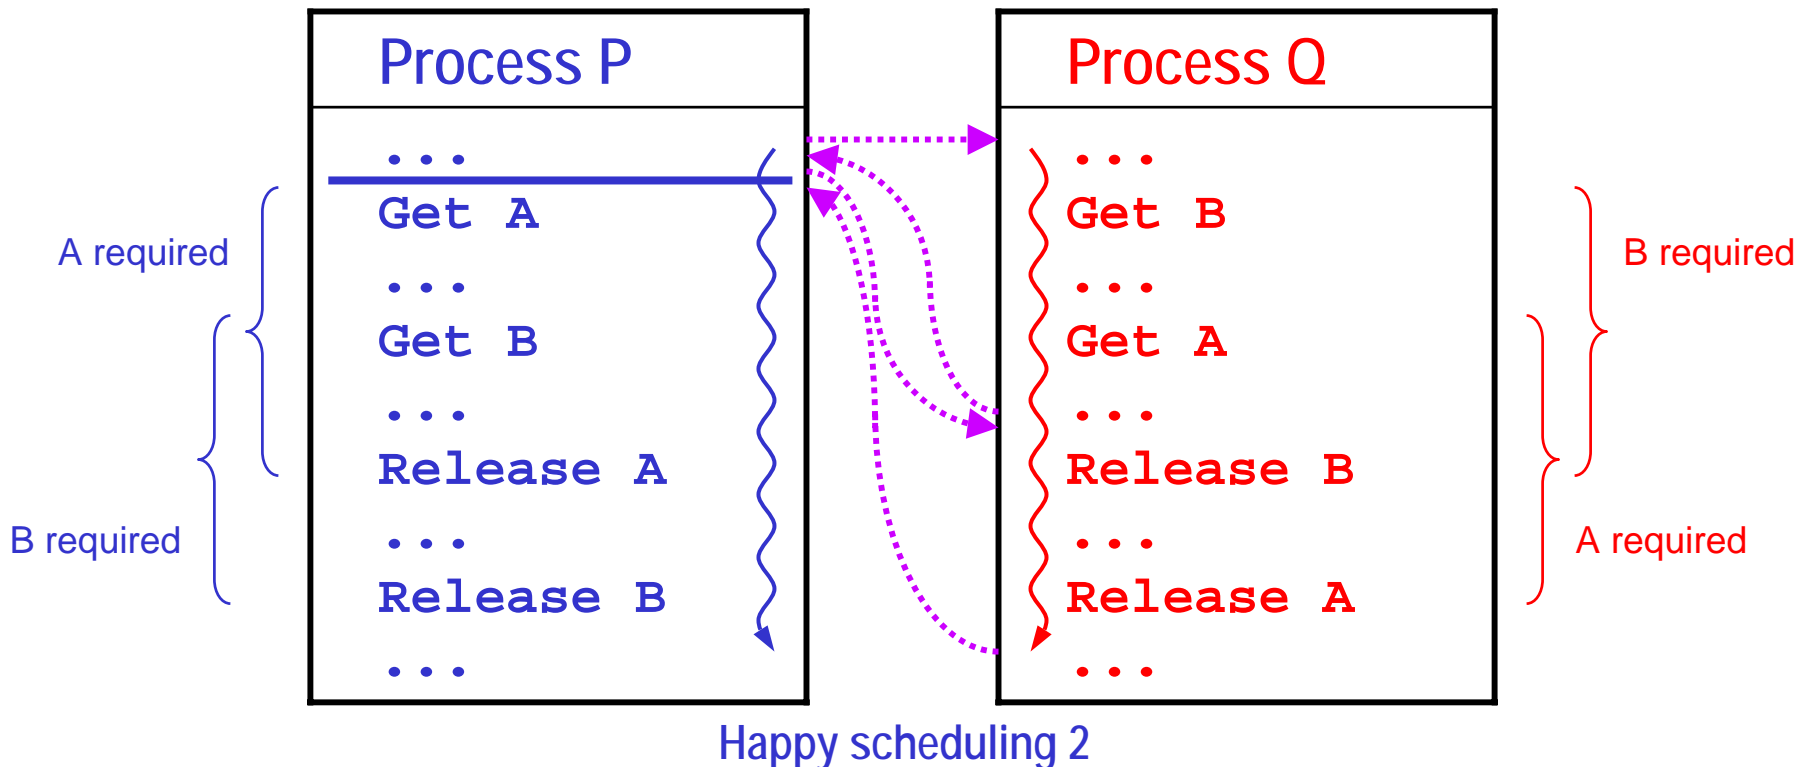 Process P
...
Get A
...
Get B
...
Release A
...
Release B
...
A required
B required
Process Q
...
Get B
...
Get A
...
Release B
...
Release A
...
B required
A required
Happy scheduling 2